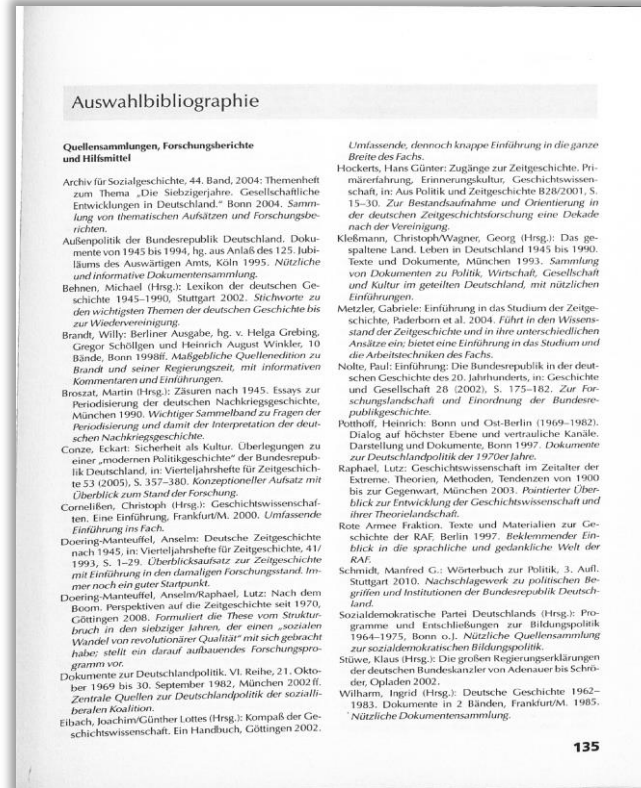 Auswahlbibliographie
Quellensammlungen, Forschungsberichte
und Hilfsmittel
Archiv für Sozialgeschichte, 44. Band, 2004: Themenheft
zum Thema „Die Siebzigerjahre. Gesellschaftliche
Entwicklungen in Deutschland." Bonn 2004. Samm-
lung von thematischen Aufsätzen und Forschungsbe-
richten.
Außenpolitik der Bundesrepublik Deutschland. Doku-
mente von 1945 bis 1994, hg. aus Anlaß des 125. Jubi-
läums des Auswärtigen Amts, Köln 1995. Nützliche
und informative Dokumentensammlung.
Behnen, Michael (Hrsg.): Lexikon der deutschen Ge-
schichte 1945–1990, Stuttgart 2002. Stichworte zu
den wichtigsten Themen der deutschen Geschichte bis
zur Wiedervereinigung.
Brandt, Willy: Berliner Ausgabe, hg. v. Helga Grebing,
Gregor Schöllgen und Heinrich August Winkler, 10
Bände, Bonn 1998ff. Maßgebliche Quellenedition zu
Brandt und seiner Regierungszeit, mit informativen
Kommentaren und Einführungen.
Broszat, Martin (Hrsg.): Zäsuren nach 1945. Essays zur
Periodisierung der deutschen Nachkriegsgeschichte,
München 1990. Wichtiger Sammelband zu Fragen der
Periodisierung und damit der Interpretation der deut-
schen Nachkriegsgeschichte.
Conze, Eckart: Sicherheit als Kultur. Überlegungen zu
einer „modernen Politikgeschichte" der Bundesrepub-
lik Deutschland, in: Vierteljahrshefte für Zeitgeschich-
te 53 (2005), S. 357–380. Konzeptioneller Aufsatz mit
Überblick zum Stand der Forschung.
Cornelißen, Christoph (Hrsg.): Geschichtswissenschaf-
ten. Eine Einführung, Frankfurt/M. 2000. Umfassende
Einführung ins Fach.
Doering-Manteuffel, Anselm: Deutsche Zeitgeschichte
nach 1945, in: Vierteljahrshefte für Zeitgeschichte, 41/
1993, S. 1–29. Überblicksaufsatz zur Zeitgeschichte
mit Einführung in den damaligen Forschungsstand. Im-
mer noch ein guter Startpunkt.
Doering-Manteuffel, Anselm/Raphael, Lutz: Nach dem
Boom. Perspektiven auf die Zeitgeschichte seit 1970,
Göttingen 2008. Formuliert die These vom Struktur-
bruch in den siebziger Jahren, der einen „sozialen
Wandel von revolutionärer Qualität" mit sich gebracht
habe; stellt ein darauf aufbauendes Forschungspro-
gramm vor.
Dokumente zur Deutschlandpolitik, VI. Reihe, 21. Okto-
ber 1969 bis 30. September 1982, München 2002 ff.
Zentrale Quellen zur Deutschlandpolitik der sozialli-
beralen Koalition.
Eibach, Joachim/Günther Lottes (Hrsg.): Kompaß der Ge-
schichtswissenschaft. Ein Handbuch, Göttingen 2002.
Umfassende, dennoch knappe Einführung in die ganze
Breite des Fachs.
Hockerts, Hans Günter: Zugänge zur Zeitgeschichte. Pri-
märerfahrung, Erinnerungskultur, Geschichtswissen-
schaft, in: Aus Politik und Zeitgeschichte B28/2001, S.
15–30. Zur Bestandsaufnahme und Orientierung in
der deutschen Zeitgeschichtsforschung eine Dekade
nach der Vereinigung.
Kleßmann, Christoph/Wagner, Georg (Hrsg.): Das ge-
spaltene Land. Leben in Deutschland 1945 bis 1990.
Texte und Dokumente, München 1993. Sammlung
von Dokumenten zu Politik, Wirtschaft, Gesellschaft
und Kultur im geteilten Deutschland, mit nützlichen
Einführungen.
Metzler, Gabriele: Einführung in das Studium der Zeitge-
schichte, Paderborn et al. 2004. Führt in den Wissens-
stand der Zeitgeschichte und in ihre unterschiedlichen
Ansätze ein; bietet eine Einführung in das Studium und
die Arbeitstechniken des Fachs.
Nolte, Paul: Einführung: Die Bundesrepublik in der deut-
schen Geschichte des 20. Jahrhunderts, in: Geschichte
und Gesellschaft 28 (2002), S. 175–182. Zur For-
schungslandschaft und Einordnung der Bundesre-
publikgeschichte.
Potthoff, Heinrich: Bonn und Ost-Berlin (1969–1982).
Dialog auf höchster Ebene und vertrauliche Kanäle.
Darstellung und Dokumente, Bonn 1997. Dokumente
zur Deutschlandpolitik der 1970er Jahre.
Raphael, Lutz: Geschichtswissenschaft im Zeitalter der
Extreme. Theorien, Methoden, Tendenzen von 1900
bis zur Gegenwart, München 2003. Pointierter Über-
blick zur Entwicklung der Geschichtswissenschaft und
ihrer Theorielandschaft.
Rote Armee Fraktion. Texte und Materialien zur Ge-
schichte der RAF, Berlin 1997. Beklemmender Ein-
blick in die sprachliche und gedankliche Welt der
RAF.
Schmidt, Manfred G.: Wörterbuch zur Politik, 3. Aufl.
Stuttgart 2010. Nachschlagewerk zu politischen Be-
griffen und Institutionen der Bundesrepublik Deutsch-
land.
Sozialdemokratische Partei Deutschlands (Hrsg.): Pro-
gramme und Entschließungen zur Bildungspolitik
1964–1975, Bonn o.J. Nützliche Quellensammlung
zur sozialdemokratischen Bildungspolitik.
Stüwe, Klaus (Hrsg.): Die großen Regierungserklärungen
der deutschen Bundeskanzler von Adenauer bis Schrö-
der, Opladen 2002.
Wilharm, Ingrid (Hrsg.): Deutsche Geschichte 1962–
1983. Dokumente in 2 Bänden, Frankfurt/M. 1985.
Nützliche Dokumentensammlung.
135